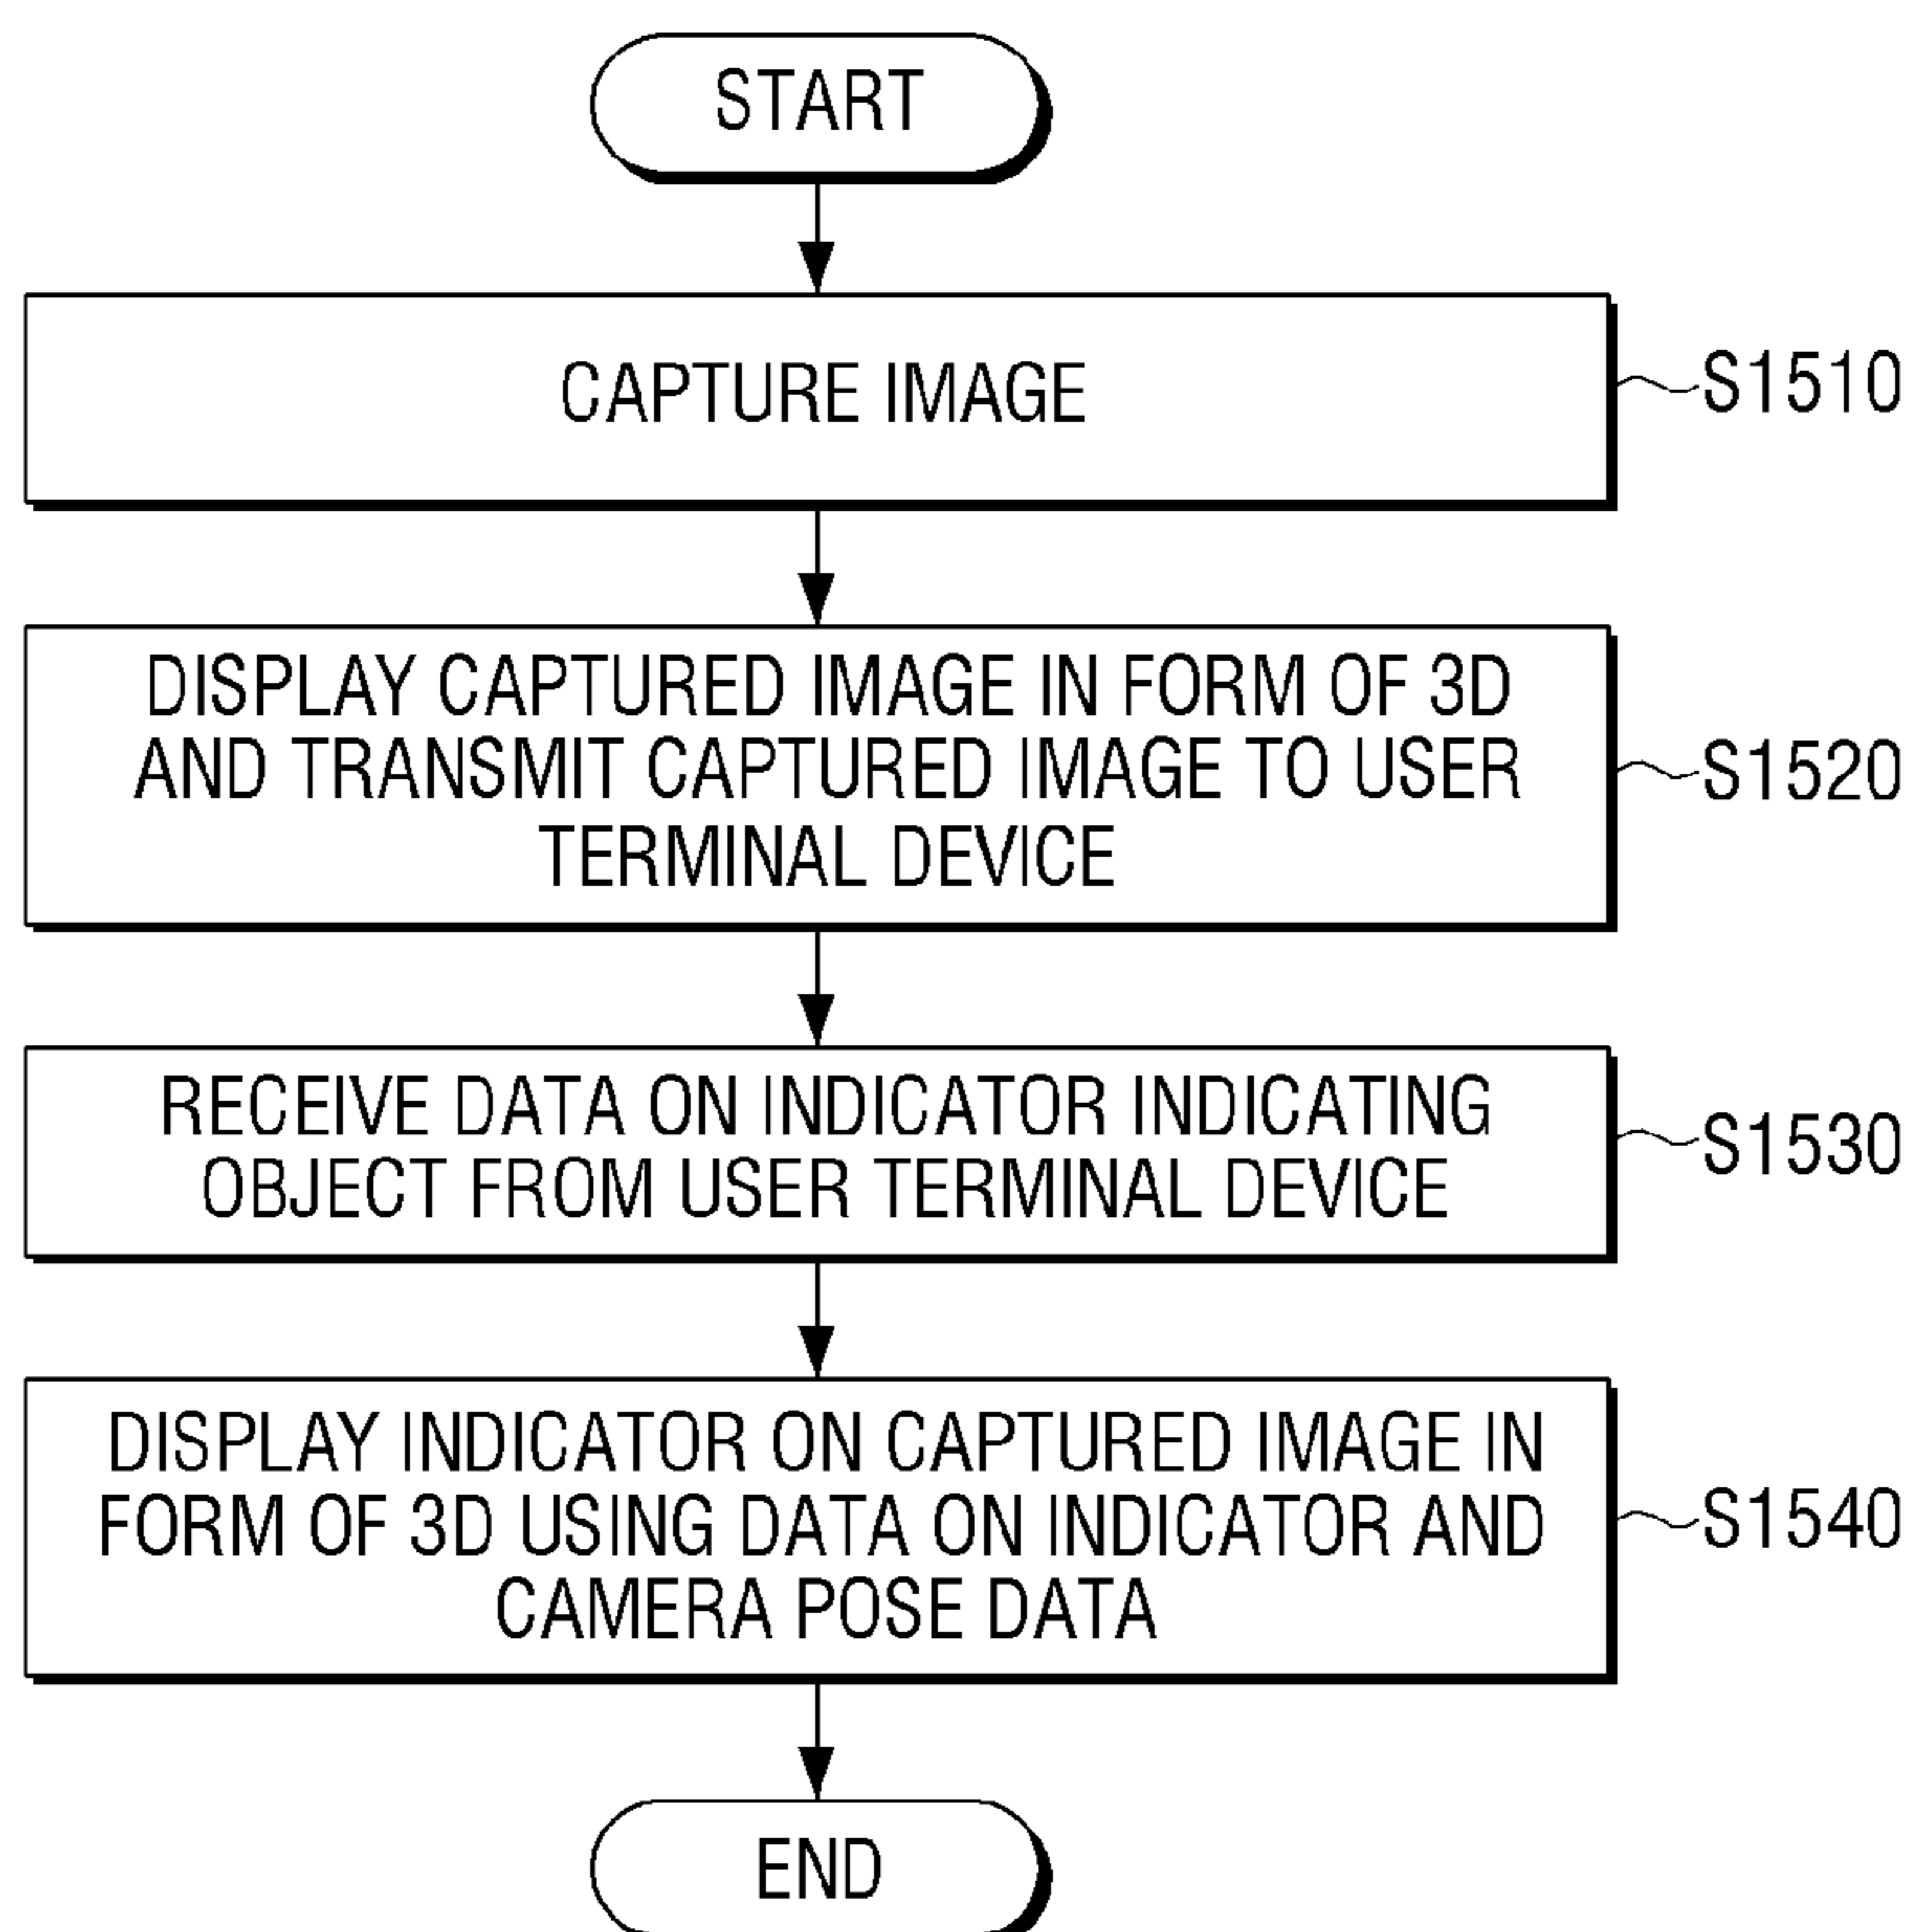 START
CAPTURE IMAGE
S1510
DISPLAY CAPTURED IMAGE IN FORM OF 3D
AND TRANSMIT CAPTURED IMAGE TO USER
TERMINAL DEVICE
S1520
RECEIVE DATA ON INDICATOR INDICATING
OBJECT FROM USER TERMINAL DEVICE
S1530
DISPLAY INDICATOR ON CAPTURED IMAGE IN
FORM OF 3D USING DATA ON INDICATOR AND
CAMERA POSE DATA
S1540
END